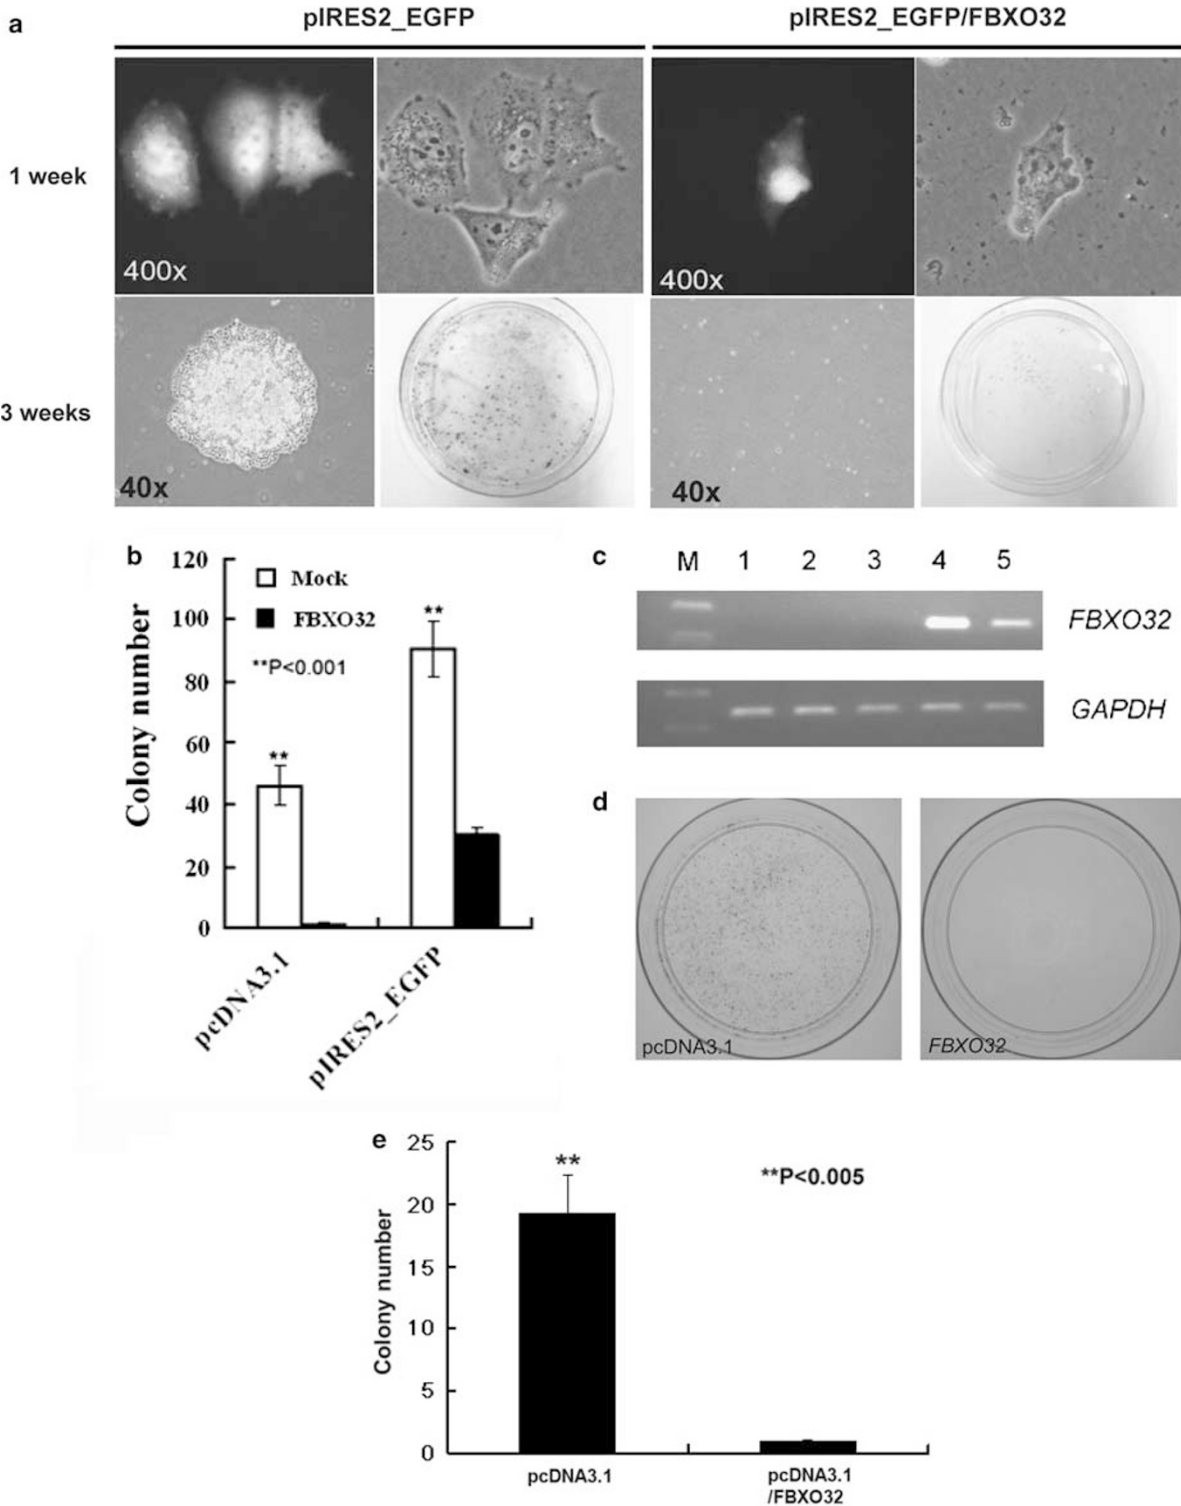 a
pIRES2_EGFP
pIRES2_EGFP/FBXO32
1 week
400x
400x
3 weeks
40x
40x
b
120
100
80
60
40
20
0
Colony number
Mock
FBXO32
**P<0.001
**
**
pcDNA3.1
pIRES2_EGFP
c
M 1 2 3 4 5
FBXO32
GAPDH
d
pcDNA3.1
FBXO32
e
25
20
15
10
5
0
Colony number
**
**P<0.005
pcDNA3.1
pcDNA3.1
/FBXO32